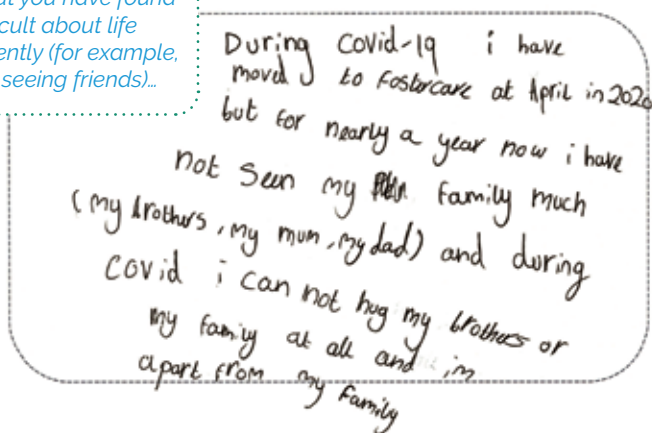 at you have found
cult about life
ently (for example,
seeing friends)...
During Covid-19 i have
moved to Fostercare at April in 2020
but for nearly a year now i have
not seen my family much
(my brothers, my mum, my dad) and during
covid i can not hug my brothers or
my family at all and im
apart from my family